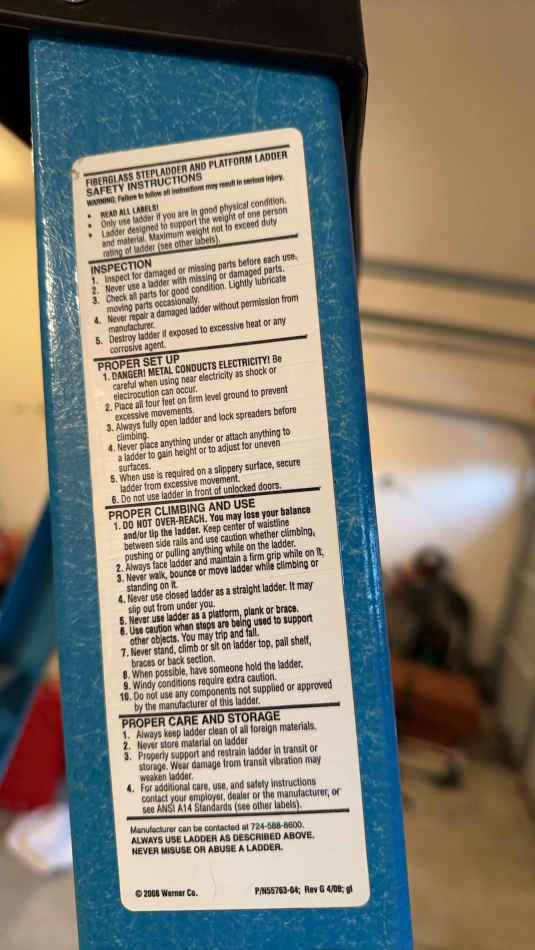 FIBERGLASS STEPLADDER AND PLATFORM LADDER
SAFETY INSTRUCTIONS
WARNING: Failure to follow all instructions may result in serious injury.
• READ ALL LABELS!
• Only use ladder if you are in good physical condition.
• Ladder designed to support the weight of one person
and material. Maximum weight not to exceed duty
rating of ladder (see other labels).
INSPECTION
1. Inspect for damaged or missing parts before each use.
2. Never use a ladder with missing or damaged parts.
3. Check all parts for good condition. Lightly lubricate
moving parts occasionally.
4. Never repair a damaged ladder without permission from
manufacturer.
5. Destroy ladder if exposed to excessive heat or any
corrosive agent.
PROPER SET UP
1. DANGER! METAL CONDUCTS ELECTRICITY! Be
careful when using near electricity as shock or
electrocution can occur.
2. Place all four feet on firm level ground to prevent
excessive movements.
3. Always fully open ladder and lock spreaders before
climbing.
4. Never place anything under or attach anything to
a ladder to gain height or to adjust for uneven
surfaces.
5. When use is required on a slippery surface, secure
ladder from excessive movement.
6. Do not use ladder in front of unlocked doors.
PROPER CLIMBING AND USE
1. DO NOT OVER-REACH. You may lose your balance
and/or tip the ladder. Keep center of waistline
between side rails and use caution whether climbing,
pushing or pulling anything while on the ladder.
2. Always face ladder and maintain a firm grip while on it.
3. Never walk, bounce or move ladder while climbing or
standing on it.
4. Never use closed ladder as a straight ladder. It may
slip out from under you.
5. Never use ladder as a platform, plank or brace.
6. Use caution when steps are being used to support
other objects. You may trip and fall.
7. Never stand, climb or sit on ladder top, pail shelf,
braces or back section.
8. When possible, have someone hold the ladder.
9. Windy conditions require extra caution.
10. Do not use any components not supplied or approved
by the manufacturer of this ladder.
PROPER CARE AND STORAGE
1. Always keep ladder clean of all foreign materials.
2. Never store material on ladder
3. Properly support and restrain ladder in transit or
storage. Wear damage from transit vibration may
weaken ladder.
4. For additional care, use, and safety instructions
contact your employer, dealer or the manufacturer, or
see ANSI A14 Standards (see other labels).
Manufacturer can be contacted at 724-588-8600.
ALWAYS USE LADDER AS DESCRIBED ABOVE.
NEVER MISUSE OR ABUSE A LADDER.
© 2008 Werner Co. P/N55763-04; Rev G 4/08; gl